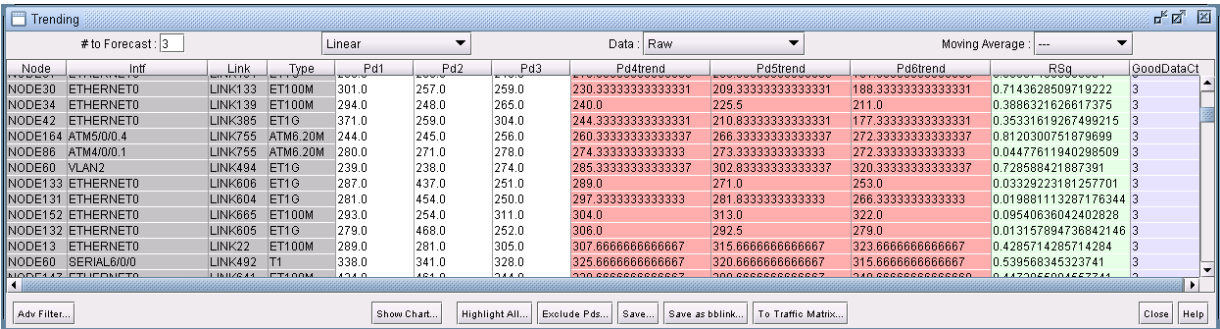 Trending
# to Forecast : 3 Linear Data : Raw Moving Average : ---
Node Intf Link Type Pd1 Pd2 Pd3 Pd4trend Pd5trend Pd6trend RSq GoodDataCt
NODE30 ETHERNET0 LINK133 ET100M 301.0 257.0 259.0 230.33333333333331 209.33333333333331 188.33333333333331 0.7143628509719222 3
NODE34 ETHERNET0 LINK139 ET100M 294.0 248.0 265.0 240.0 225.5 211.0 0.3886321626617375 3
NODE42 ETHERNET0 LINK385 ET1G 371.0 259.0 304.0 244.33333333333331 210.83333333333331 177.33333333333331 0.35331619267499215 3
NODE164 ATM5/0/0.4 LINK755 ATM6.20M 244.0 245.0 256.0 260.33333333333337 266.33333333333337 272.33333333333337 0.8120300751879699 3
NODE86 ATM4/0/0.1 LINK755 ATM6.20M 280.0 271.0 278.0 274.3333333333333 273.3333333333333 272.3333333333333 0.04477611940298509 3
NODE60 VLAN2 LINK494 ET1G 239.0 238.0 274.0 285.33333333333337 302.83333333333337 320.33333333333337 0.728588421887391 3
NODE133 ETHERNET0 LINK606 ET1G 287.0 437.0 251.0 289.0 271.0 253.0 0.033292231812577​01 3
NODE131 ETHERNET0 LINK604 ET1G 281.0 454.0 250.0 297.3333333333333 281.8333333333333 266.3333333333333 0.019881113287176344 3
NODE152 ETHERNET0 LINK665 ET100M 293.0 254.0 311.0 304.0 313.0 322.0 0.09540636042402828 3
NODE132 ETHERNET0 LINK605 ET1G 279.0 468.0 252.0 306.0 292.5 279.0 0.013157894736842146 3
NODE13 ETHERNET0 LINK22 ET100M 289.0 281.0 305.0 307.6666666666667 315.6666666666667 323.6666666666667 0.4285714285714284 3
NODE60 SERIAL6/0/0 LINK492 T1 338.0 341.0 328.0 325.6666666666667 320.6666666666667 315.6666666666667 0.539568345323741 3
Adv Filter... Show Chart... Highlight All... Exclude Pds... Save... Save as bblink... To Traffic Matrix... Close Help